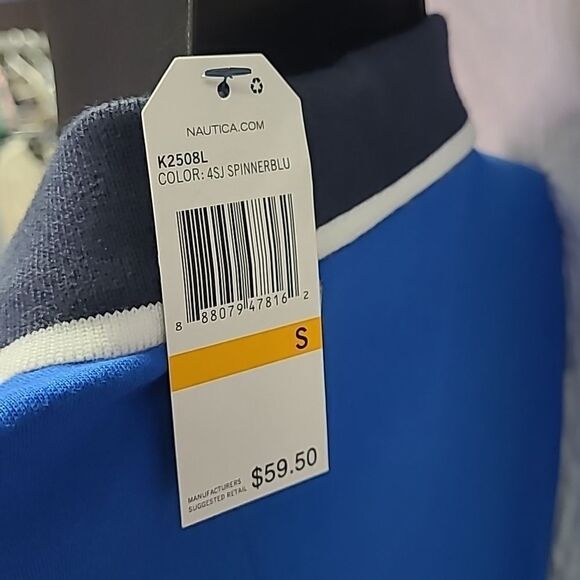 NAUTICA.COM
K2508L
COLOR: 4SJ SPINNERBLU
8 88079 47816 2
S
MANUFACTURERS
SUGGESTED RETAIL $59.50